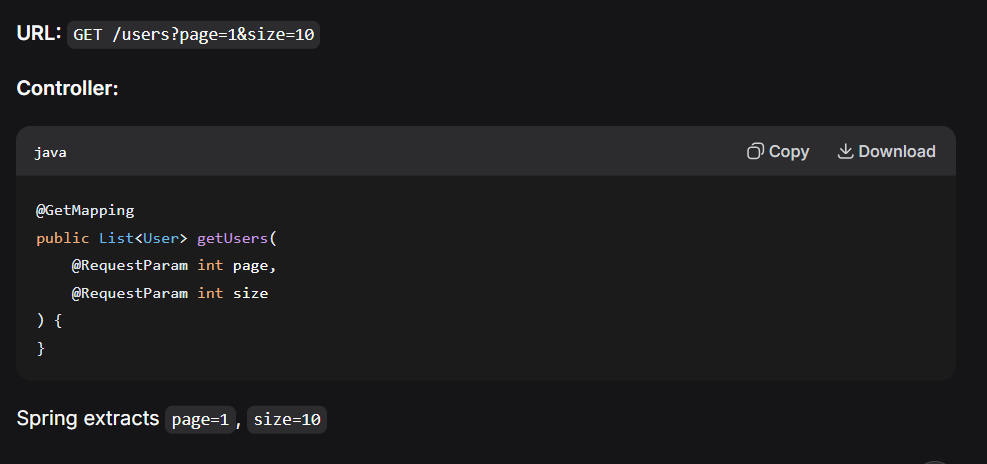 URL: GET /users?page=1&size=10
Controller:
java
Copy
Download
@GetMapping
public List<User> getUsers(
    @RequestParam int page,
    @RequestParam int size
) {
}
Spring extracts page=1, size=10